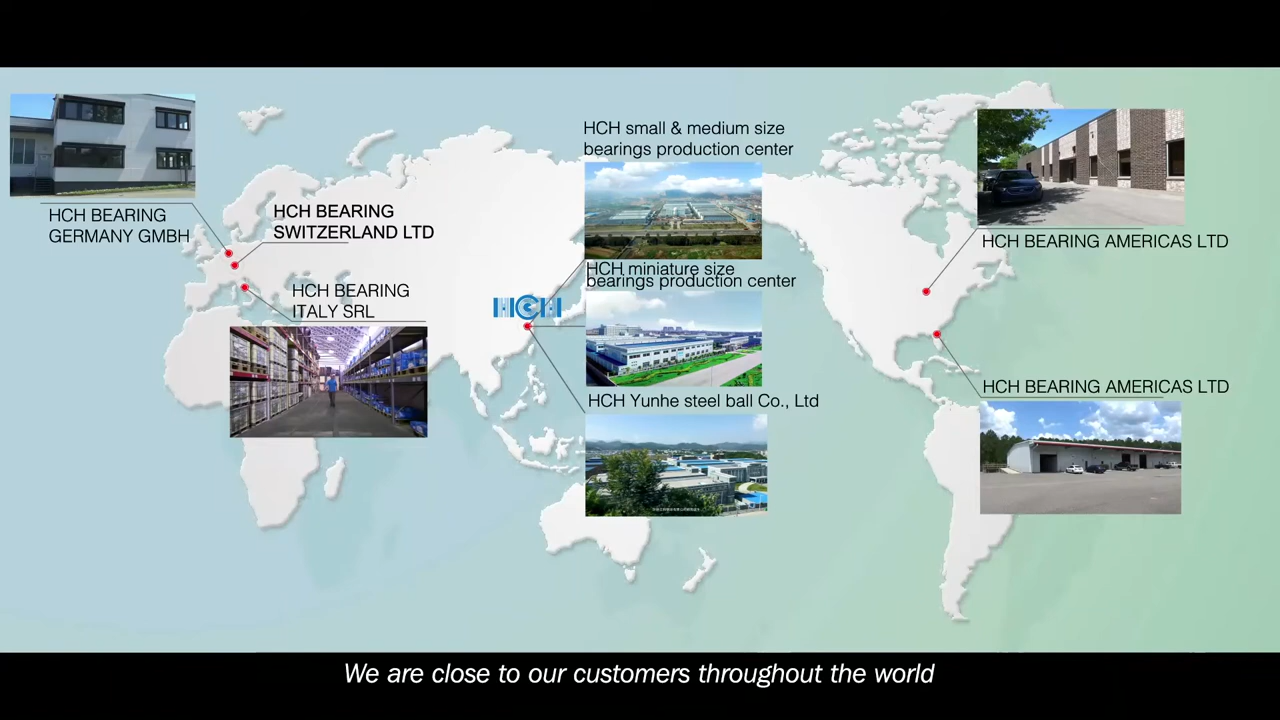 HCH small & medium size
bearings production center
HCH BEARING
GERMANY GMBH
HCH BEARING
SWITZERLAND LTD
HCH BEARING AMERICAS LTD
HCH miniature size
bearings production center
HCH BEARING
ITALY SRL
HCH
HCH BEARING AMERICAS LTD
HCH Yunhe steel ball Co., Ltd
We are close to our customers throughout the world